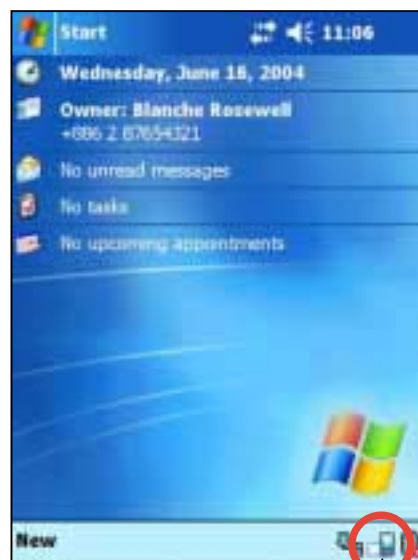 Start 11:06
Wednesday, June 16, 2004
Owner: Blanche Rosewell
+886 2 87654321
No unread messages
No tasks
No upcoming appointments
New